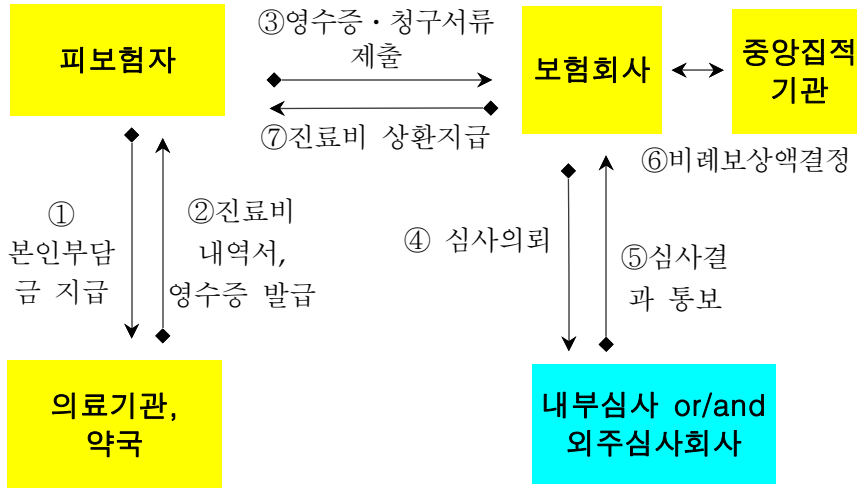 피보험자
③영수증·청구서류
제출
보험회사
중앙집적
기관
⑦진료비 상환지급
⑥비례보상액결정
①
본인부담
금 지급
②진료비
내역서,
영수증 발급
④ 심사의뢰
⑤심사결
과 통보
의료기관,
약국
내부심사 or/and
외주심사회사